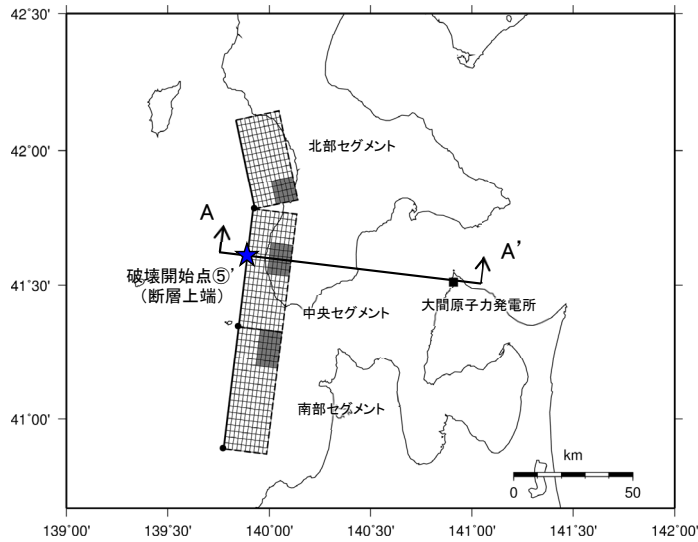 42°30'
42°00'
41°30'
41°00'
北部セグメント
A
A'
破壊開始点⑤'
(断層上端)
中央セグメント
大間原子力発電所
南部セグメント
km
0 50
139°00' 139°30' 140°00' 140°30' 141°00' 141°30' 142°00'